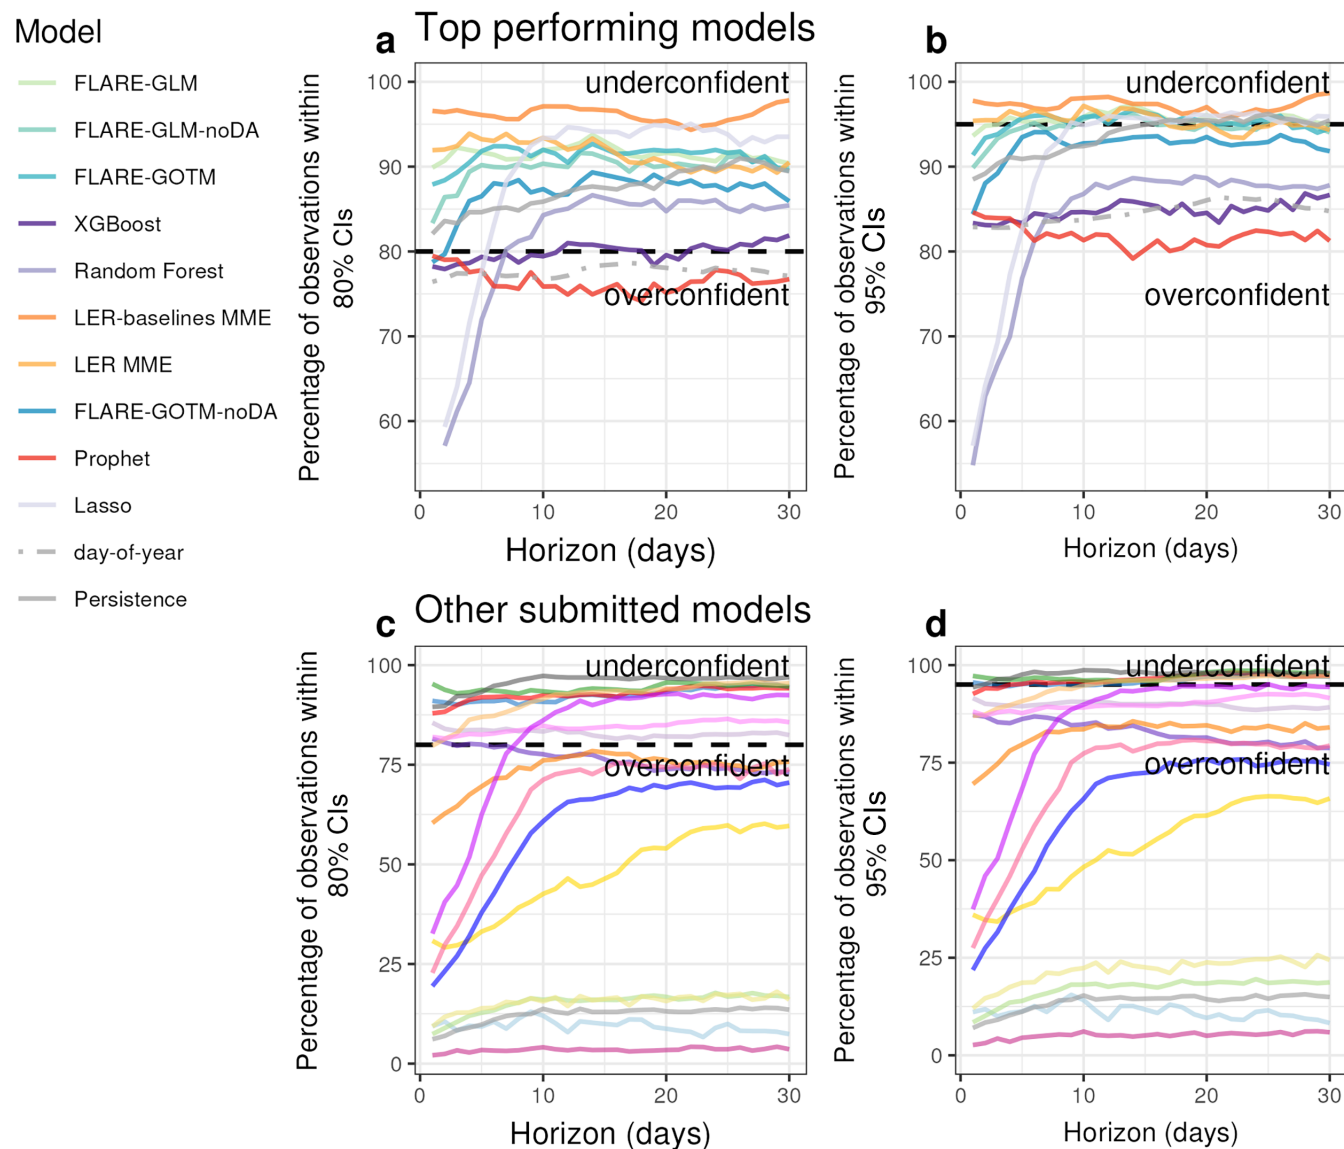 Model
FLARE-GLM
FLARE-GLM-noDA
FLARE-GOTM
XGBoost
Random Forest
LER-baselines MME
LER MME
FLARE-GOTM-noDA
Prophet
Lasso
day-of-year
Persistence
a Top performing models
Percentage of observations within
80% CIs
100
90
80
70
60
underconfident
overconfident
0 10 20 30
Horizon (days)
b
Percentage of observations within
95% CIs
100
90
80
70
60
underconfident
overconfident
0 10 20 30
Horizon (days)
c Other submitted models
Percentage of observations within
80% CIs
100
75
50
25
0
underconfident
overconfident
0 10 20 30
Horizon (days)
d
Percentage of observations within
95% CIs
100
75
50
25
0
underconfident
overconfident
0 10 20 30
Horizon (days)